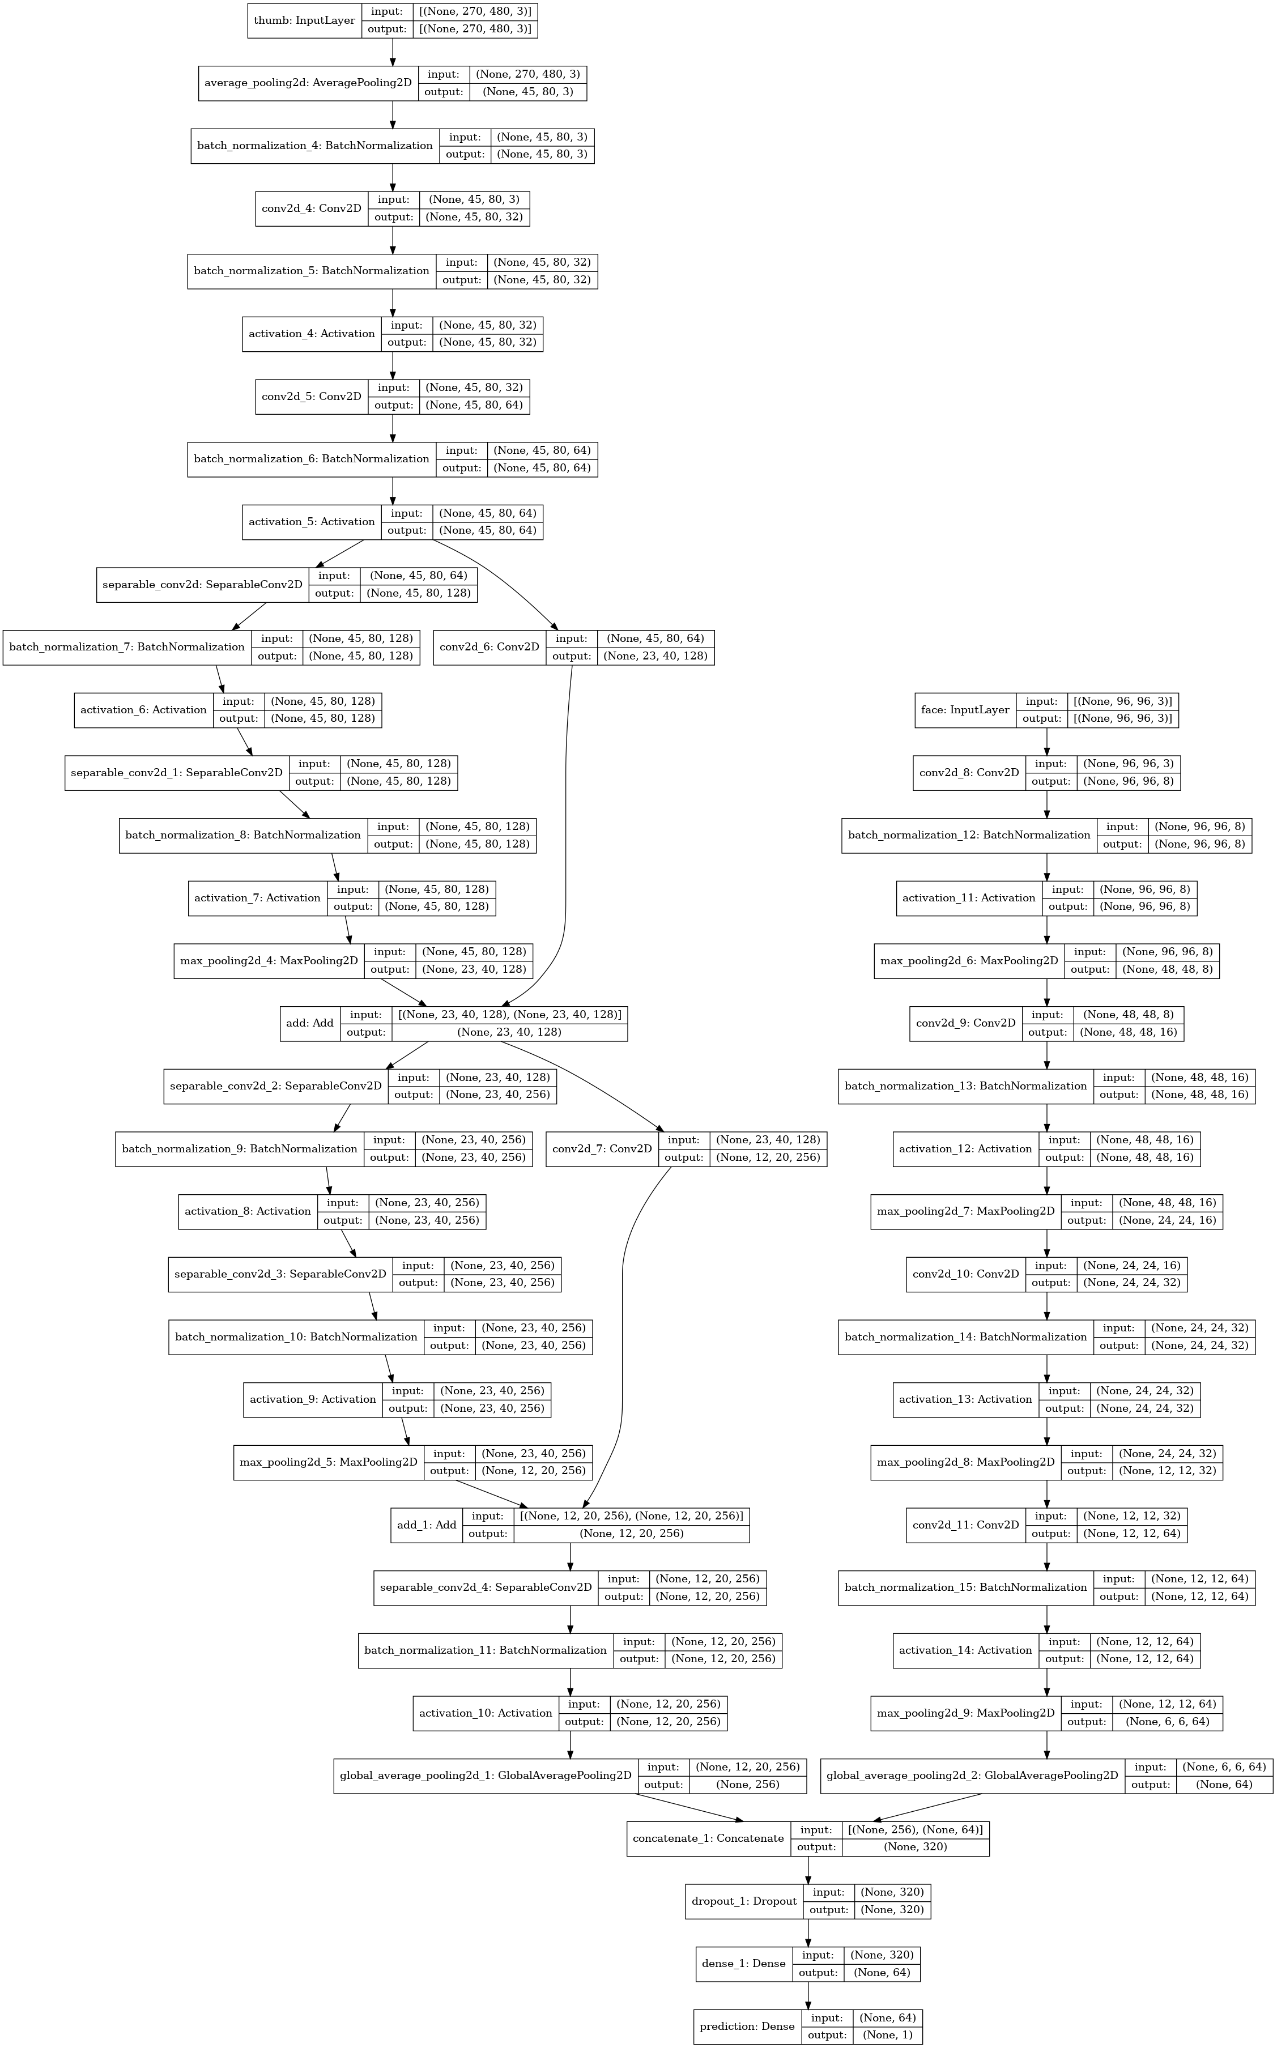 thumb: InputLayer
input: [(None, 270, 480, 3)]
output: [(None, 270, 480, 3)]
average_pooling2d: AveragePooling2D
input: (None, 270, 480, 3)
output: (None, 45, 80, 3)
batch_normalization_4: BatchNormalization
input: (None, 45, 80, 3)
output: (None, 45, 80, 3)
conv2d_4: Conv2D
input: (None, 45, 80, 3)
output: (None, 45, 80, 32)
batch_normalization_5: BatchNormalization
input: (None, 45, 80, 32)
output: (None, 45, 80, 32)
activation_4: Activation
input: (None, 45, 80, 32)
output: (None, 45, 80, 32)
conv2d_5: Conv2D
input: (None, 45, 80, 32)
output: (None, 45, 80, 64)
batch_normalization_6: BatchNormalization
input: (None, 45, 80, 64)
output: (None, 45, 80, 64)
activation_5: Activation
input: (None, 45, 80, 64)
output: (None, 45, 80, 64)
separable_conv2d: SeparableConv2D
input: (None, 45, 80, 64)
output: (None, 45, 80, 128)
batch_normalization_7: BatchNormalization
input: (None, 45, 80, 128)
output: (None, 45, 80, 128)
conv2d_6: Conv2D
input: (None, 45, 80, 64)
output: (None, 23, 40, 128)
activation_6: Activation
input: (None, 45, 80, 128)
output: (None, 45, 80, 128)
separable_conv2d_1: SeparableConv2D
input: (None, 45, 80, 128)
output: (None, 45, 80, 128)
batch_normalization_8: BatchNormalization
input: (None, 45, 80, 128)
output: (None, 45, 80, 128)
activation_7: Activation
input: (None, 45, 80, 128)
output: (None, 45, 80, 128)
max_pooling2d_4: MaxPooling2D
input: (None, 45, 80, 128)
output: (None, 23, 40, 128)
add: Add
input: [(None, 23, 40, 128), (None, 23, 40, 128)]
output: (None, 23, 40, 128)
separable_conv2d_2: SeparableConv2D
input: (None, 23, 40, 128)
output: (None, 23, 40, 256)
batch_normalization_9: BatchNormalization
input: (None, 23, 40, 256)
output: (None, 23, 40, 256)
conv2d_7: Conv2D
input: (None, 23, 40, 128)
output: (None, 12, 20, 256)
activation_8: Activation
input: (None, 23, 40, 256)
output: (None, 23, 40, 256)
separable_conv2d_3: SeparableConv2D
input: (None, 23, 40, 256)
output: (None, 23, 40, 256)
batch_normalization_10: BatchNormalization
input: (None, 23, 40, 256)
output: (None, 23, 40, 256)
activation_9: Activation
input: (None, 23, 40, 256)
output: (None, 23, 40, 256)
max_pooling2d_5: MaxPooling2D
input: (None, 23, 40, 256)
output: (None, 12, 20, 256)
add_1: Add
input: [(None, 12, 20, 256), (None, 12, 20, 256)]
output: (None, 12, 20, 256)
separable_conv2d_4: SeparableConv2D
input: (None, 12, 20, 256)
output: (None, 12, 20, 256)
batch_normalization_11: BatchNormalization
input: (None, 12, 20, 256)
output: (None, 12, 20, 256)
activation_10: Activation
input: (None, 12, 20, 256)
output: (None, 12, 20, 256)
global_average_pooling2d_1: GlobalAveragePooling2D
input: (None, 12, 20, 256)
output: (None, 256)
face: InputLayer
input: [(None, 96, 96, 3)]
output: [(None, 96, 96, 3)]
conv2d_8: Conv2D
input: (None, 96, 96, 3)
output: (None, 96, 96, 8)
batch_normalization_12: BatchNormalization
input: (None, 96, 96, 8)
output: (None, 96, 96, 8)
activation_11: Activation
input: (None, 96, 96, 8)
output: (None, 96, 96, 8)
max_pooling2d_6: MaxPooling2D
input: (None, 96, 96, 8)
output: (None, 48, 48, 8)
conv2d_9: Conv2D
input: (None, 48, 48, 8)
output: (None, 48, 48, 16)
batch_normalization_13: BatchNormalization
input: (None, 48, 48, 16)
output: (None, 48, 48, 16)
activation_12: Activation
input: (None, 48, 48, 16)
output: (None, 48, 48, 16)
max_pooling2d_7: MaxPooling2D
input: (None, 48, 48, 16)
output: (None, 24, 24, 16)
conv2d_10: Conv2D
input: (None, 24, 24, 16)
output: (None, 24, 24, 32)
batch_normalization_14: BatchNormalization
input: (None, 24, 24, 32)
output: (None, 24, 24, 32)
activation_13: Activation
input: (None, 24, 24, 32)
output: (None, 24, 24, 32)
max_pooling2d_8: MaxPooling2D
input: (None, 24, 24, 32)
output: (None, 12, 12, 32)
conv2d_11: Conv2D
input: (None, 12, 12, 32)
output: (None, 12, 12, 64)
batch_normalization_15: BatchNormalization
input: (None, 12, 12, 64)
output: (None, 12, 12, 64)
activation_14: Activation
input: (None, 12, 12, 64)
output: (None, 12, 12, 64)
max_pooling2d_9: MaxPooling2D
input: (None, 12, 12, 64)
output: (None, 6, 6, 64)
global_average_pooling2d_2: GlobalAveragePooling2D
input: (None, 6, 6, 64)
output: (None, 64)
concatenate_1: Concatenate
input: [(None, 256), (None, 64)]
output: (None, 320)
dropout_1: Dropout
input: (None, 320)
output: (None, 320)
dense_1: Dense
input: (None, 320)
output: (None, 64)
prediction: Dense
input: (None, 64)
output: (None, 1)